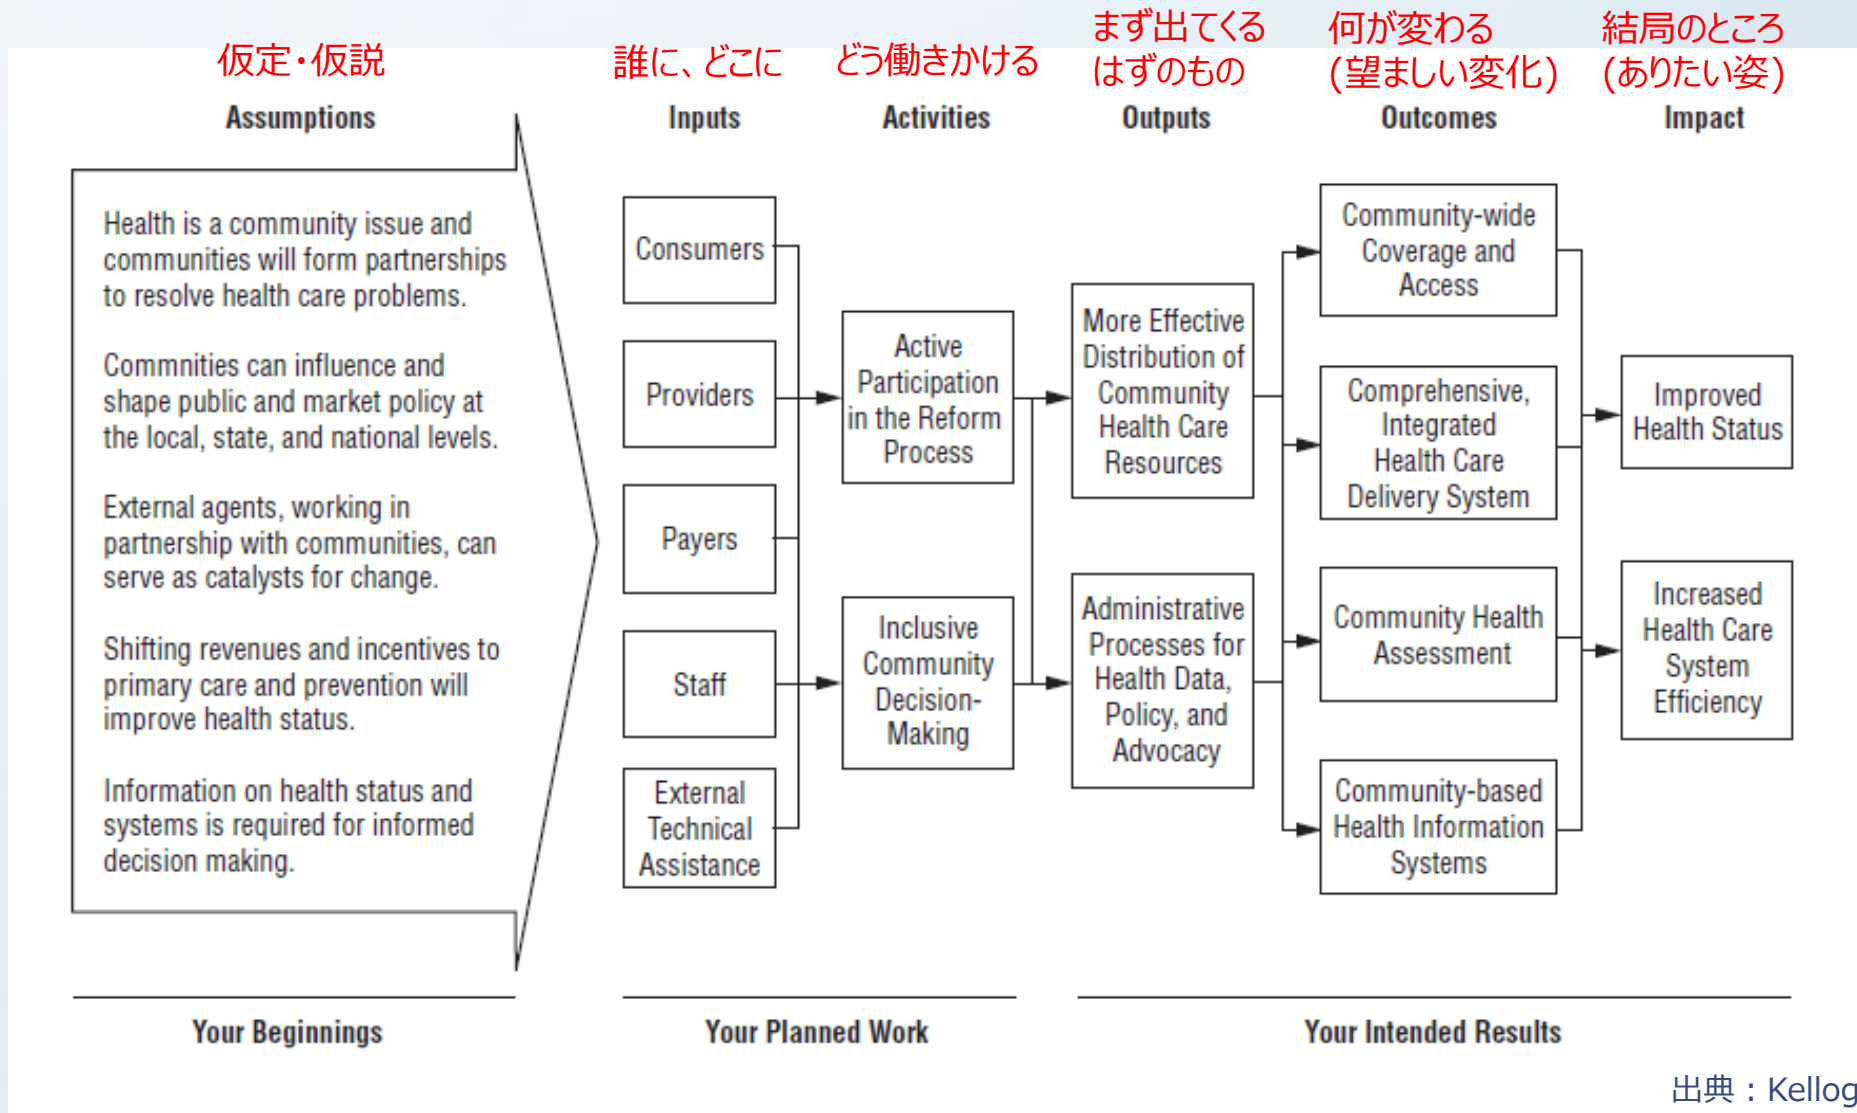 仮定・仮説
誰に、どこに
どう働きかける
まず出てくる
はずのもの
何が変わる
(望ましい変化)
結局のところ
(ありたい姿)
Assumptions
Inputs
Activities
Outputs
Outcomes
Impact
Health is a community issue and
communities will form partnerships
to resolve health care problems.
Commnities can influence and
shape public and market policy at
the local, state, and national levels.
External agents, working in
partnership with communities, can
serve as catalysts for change.
Shifting revenues and incentives to
primary care and prevention will
improve health status.
Information on health status and
systems is required for informed
decision making.
Consumers
Providers
Payers
Staff
External
Technical
Assistance
Active
Participation
in the Reform
Process
Inclusive
Community
Decision-
Making
More Effective
Distribution of
Community
Health Care
Resources
Administrative
Processes for
Health Data,
Policy, and
Advocacy
Community-wide
Coverage and
Access
Comprehensive,
Integrated
Health Care
Delivery System
Community Health
Assessment
Community-based
Health Information
Systems
Improved
Health Status
Increased
Health Care
System
Efficiency
Your Beginnings
Your Planned Work
Your Intended Results
出典：Kellog